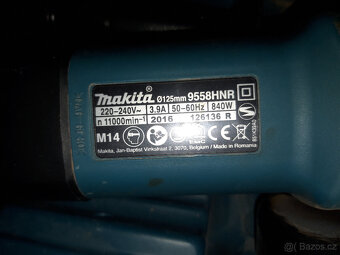 makita Ø125mm 9558HNR
220-240V~ 3.9A 50-60Hz 840W
n 11000min⁻¹ 2016 126136 R
M14
Makita, Jan-Baptist Vinkstraat 2, 3070, Belgium Made in Romania
Bazoš.cz